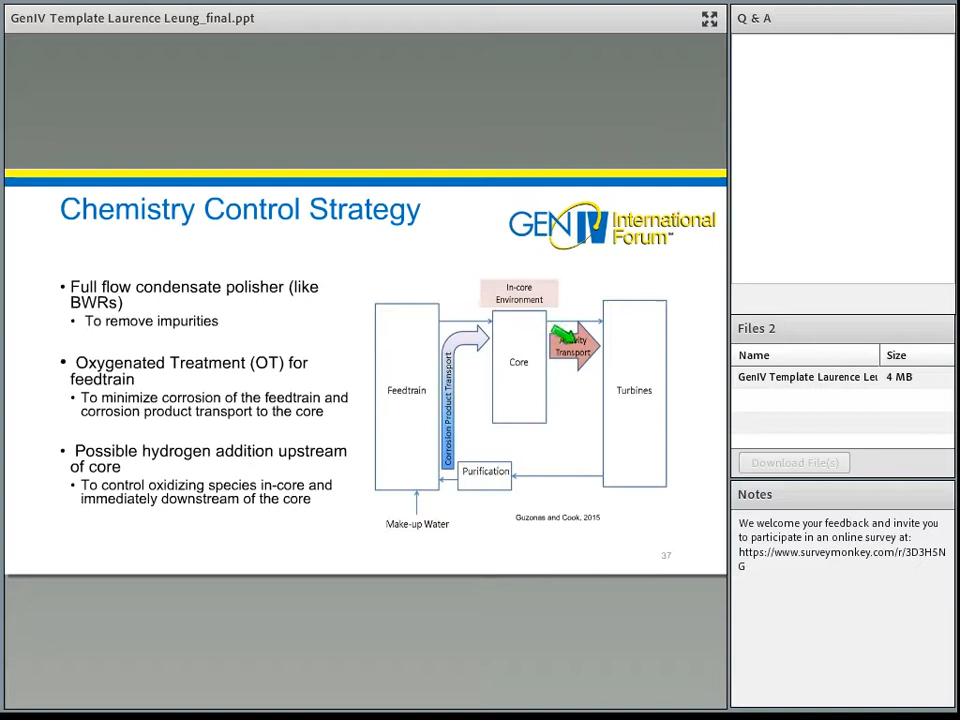 GenIV Template Laurence Leung_final.ppt
Chemistry Control Strategy
GEN IV International
Forum™
• Full flow condensate polisher (like
BWRs)
• To remove impurities
• Oxygenated Treatment (OT) for
feedtrain
• To minimize corrosion of the feedtrain and
corrosion product transport to the core
• Possible hydrogen addition upstream
of core
• To control oxidizing species in-core and
immediately downstream of the core
In-core
Environment
Feedtrain
Corrosion Product Transport
Core
Transport
Turbines
Purification
Make-up Water
Guzonas and Cook, 2015
37
Q & A
Files 2
Name Size
GenIV Template Laurence Leu 4 MB
Download File(s)
Notes
We welcome your feedback and invite you
to participate in an online survey at:
https://www.surveymonkey.com/r/3D3H5N
G